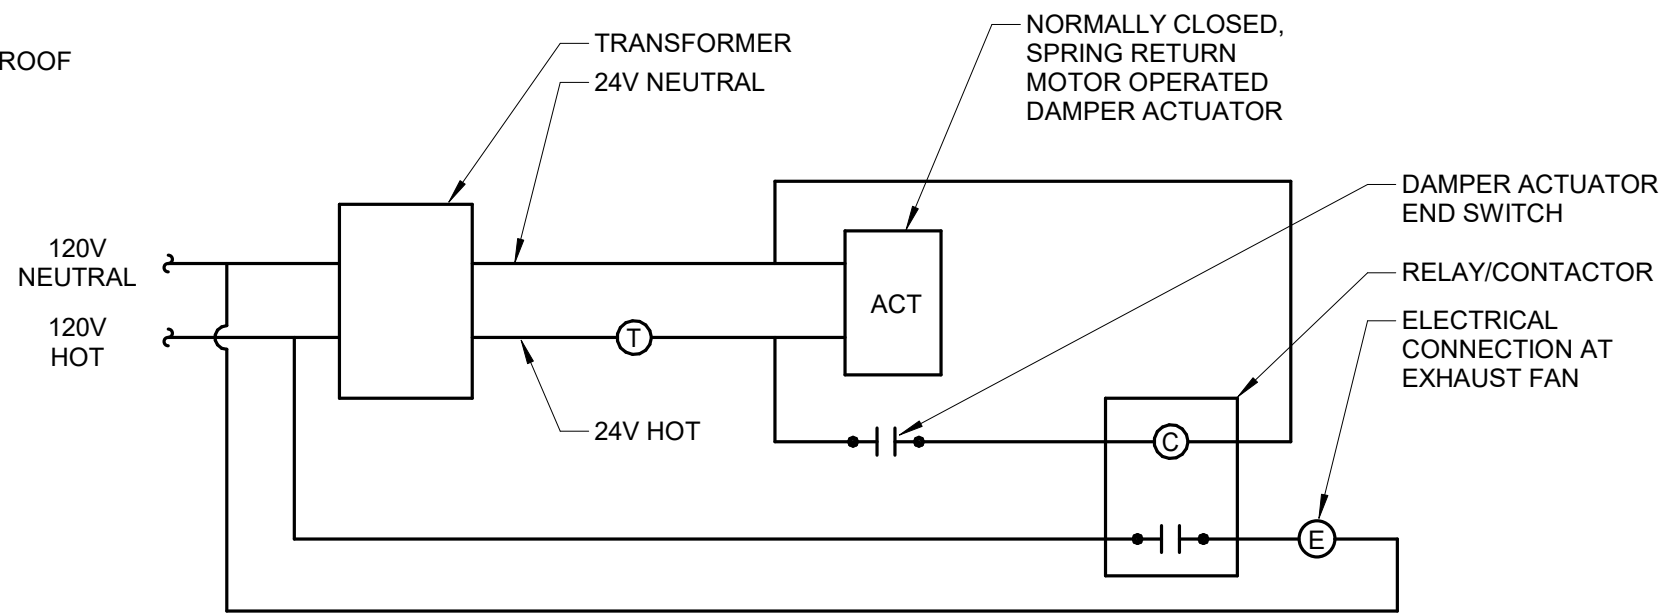 ROOF
TRANSFORMER
24V NEUTRAL
NORMALLY CLOSED,
SPRING RETURN
MOTOR OPERATED
DAMPER ACTUATOR
DAMPER ACTUATOR
END SWITCH
120V
NEUTRAL
RELAY/CONTACTOR
ACT
120V
HOT
T
ELECTRICAL
CONNECTION AT
EXHAUST FAN
24V HOT
C
E